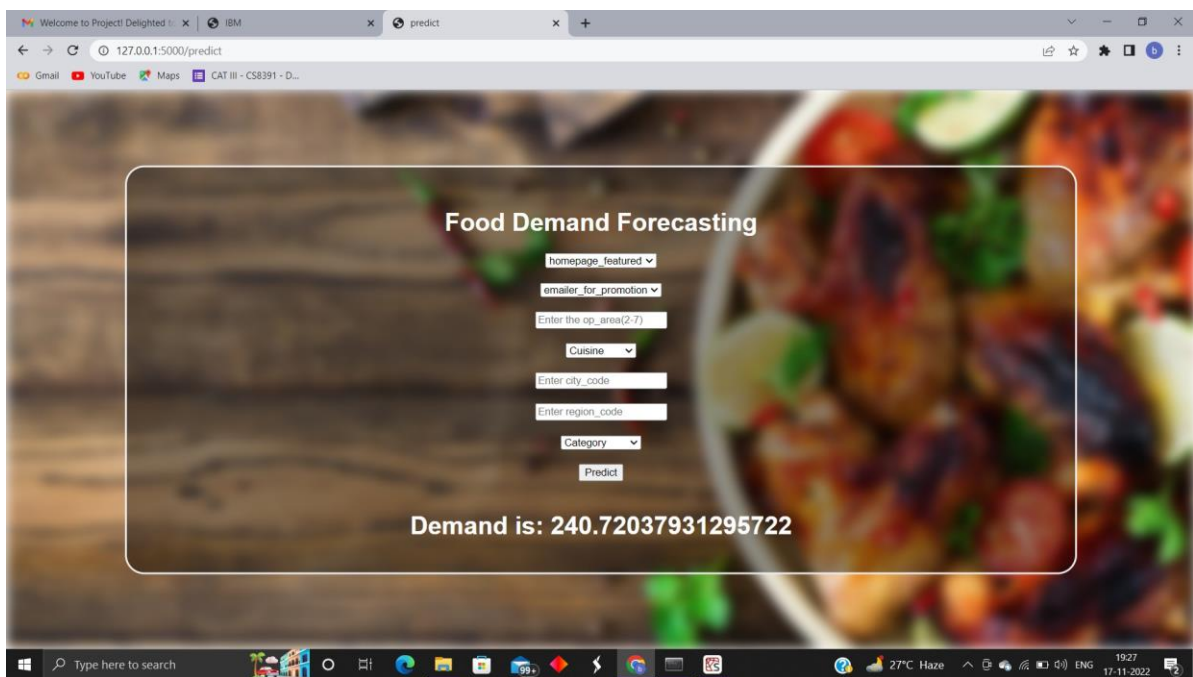 Welcome to Project! Delighted to
IBM
predict
127.0.0.1:5000/predict
b
Gmail
YouTube
Maps
CAT III - CS8391 - D...
Food Demand Forecasting
homepage_featured
emailer_for_promotion
Enter the op_area(2-7)
Cuisine
Enter city_code
Enter region_code
Category
Predict
Demand is: 240.72037931295722
Type here to search
99+
27°C Haze
ENG
19:27
17-11-2022
2